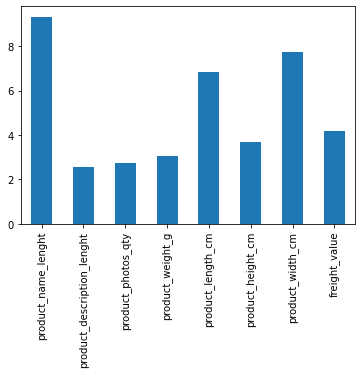 8
6
4
2
0
product_name_lenght
product_description_lenght
product_photos_qty
product_weight_g
product_length_cm
product_height_cm
product_width_cm
freight_value